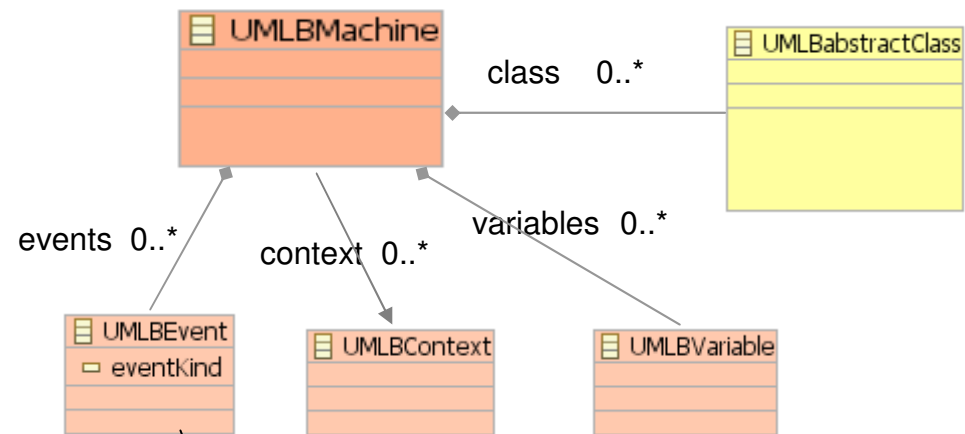 UMLBMachine
UMLBabstractClass
class 0..*
events 0..*
context 0..*
variables 0..*
UMLBEvent
eventKind
UMLBContext
UMLBVariable